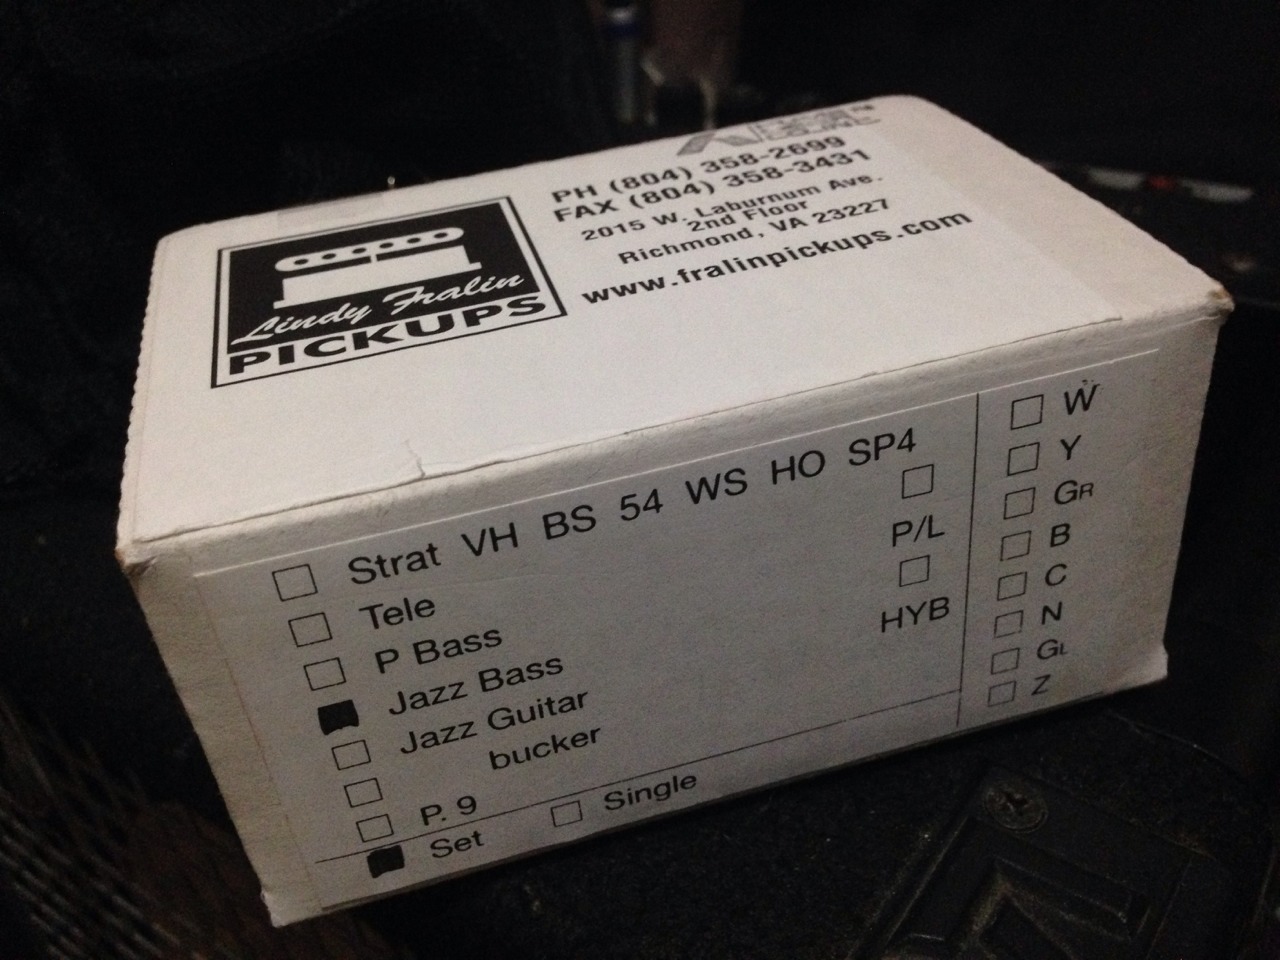 PH (804) 358-2699
FAX (804) 358-3431
2015 W. Laburnum Ave.
2nd Floor
Richmond, VA 23227
www.fralinpickups.com
Lindy Fralin
PICKUPS
Strat VH BS 54 WS HO SP4
Tele
P Bass
Jazz Bass
Jazz Guitar
bucker
P. 9
Set
Single
P/L
HYB
W
Y
GR
B
C
N
GL
Z